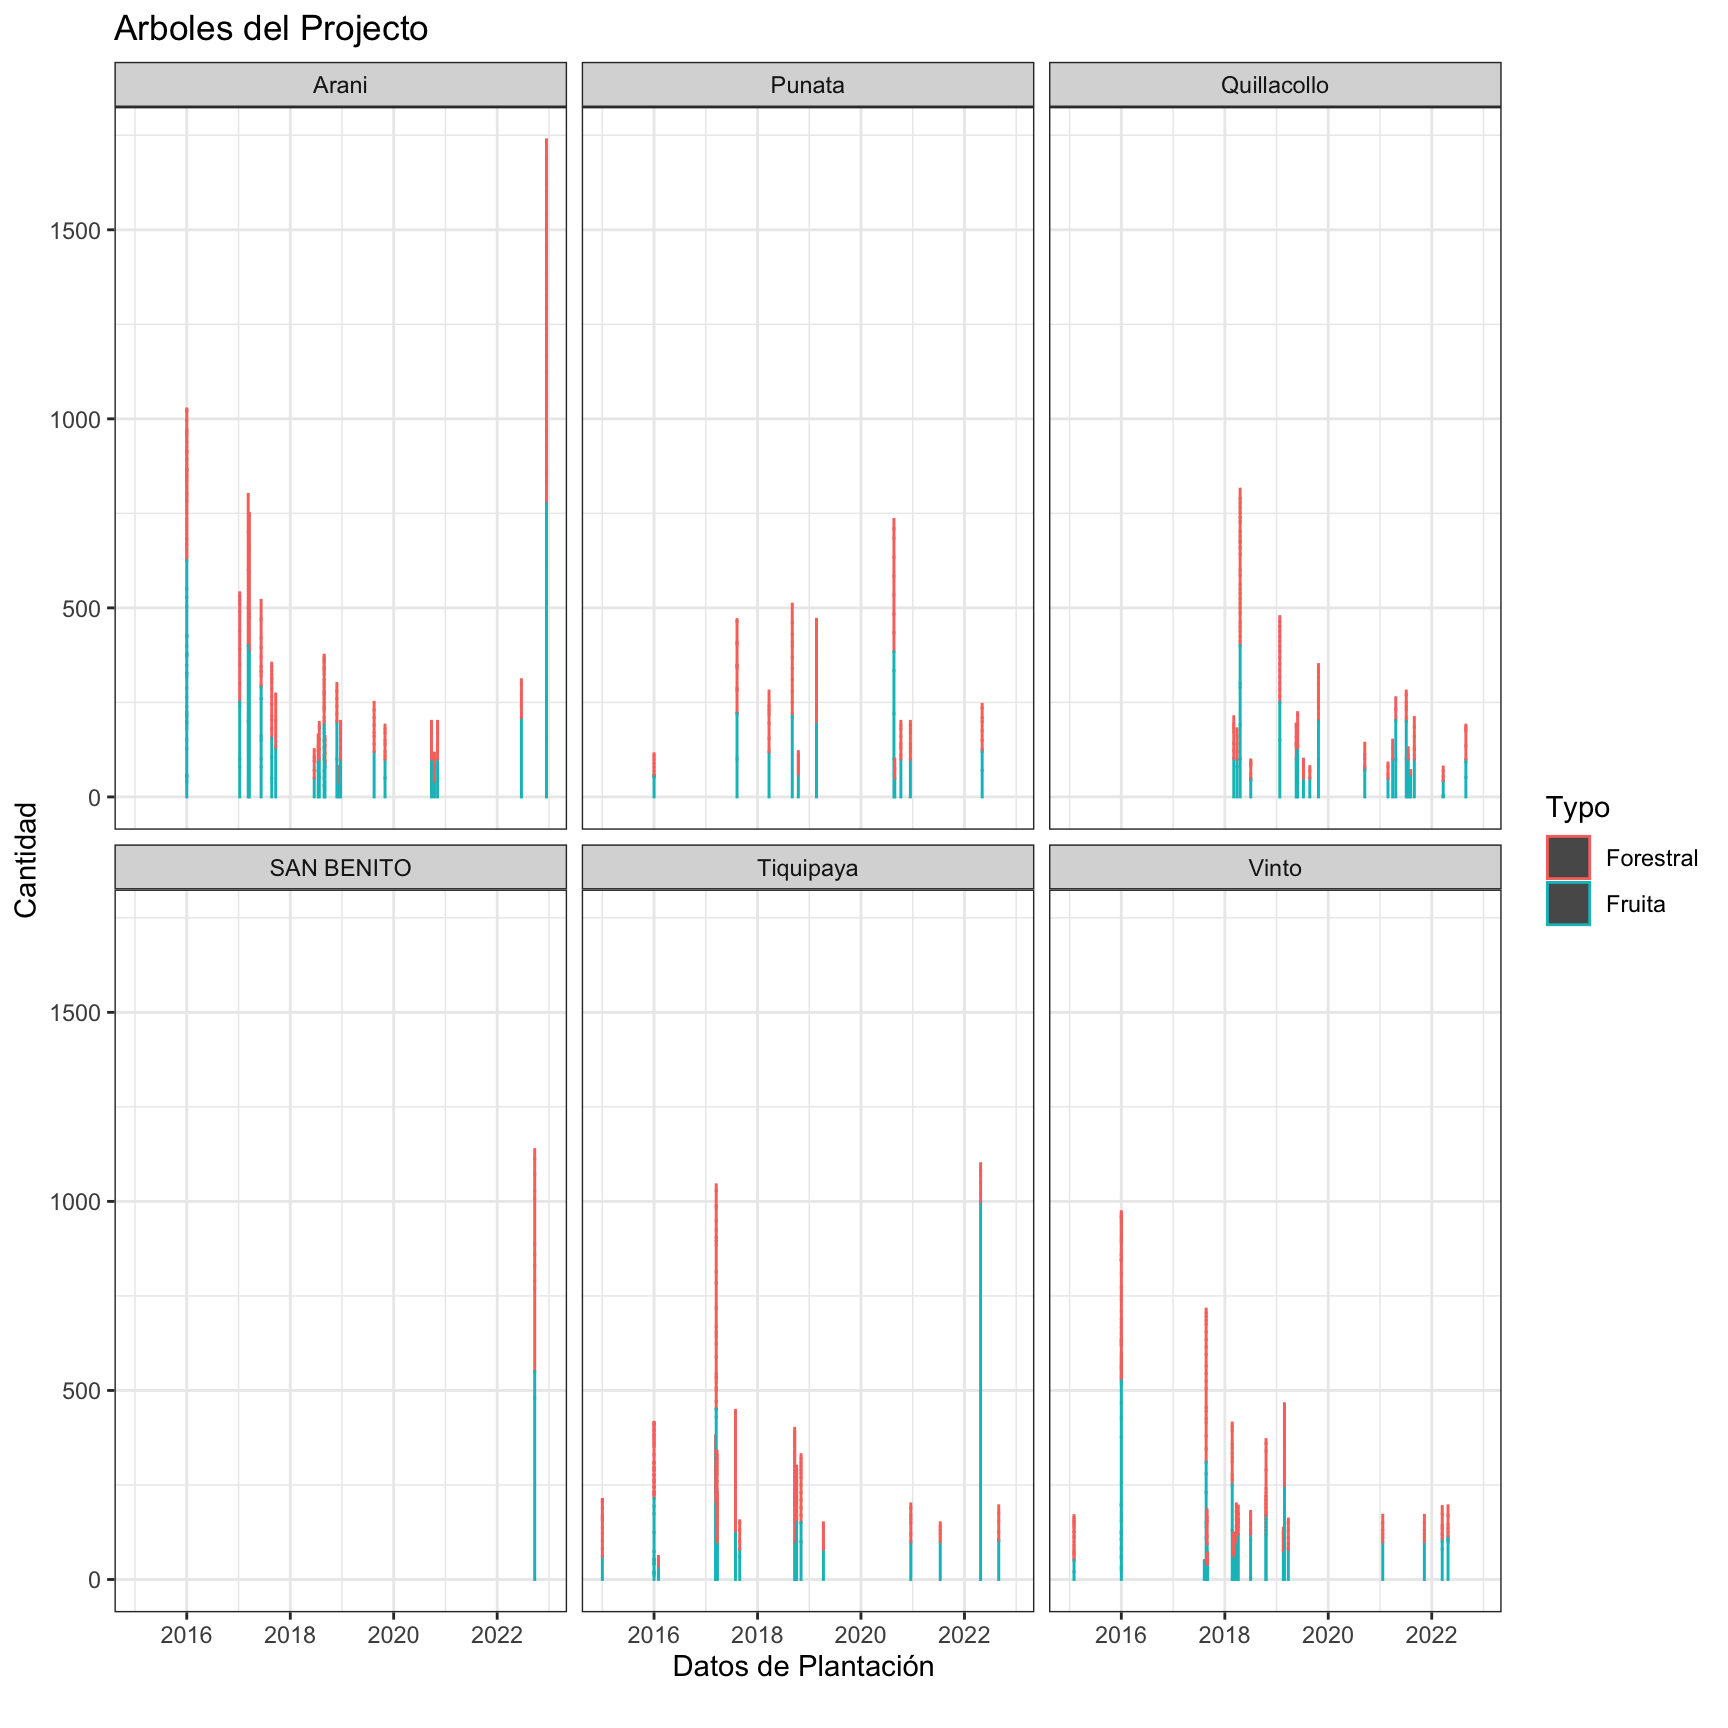 Arboles del Projecto
Arani
Punata
Quillacollo
1500
1000
500
0
Cantidad
SAN BENITO
Tiquipaya
Vinto
1500
1000
500
0
2016 2018 2020 2022
2016 2018 2020 2022
2016 2018 2020 2022
Datos de Plantación
Typo
Forestral
Fruita